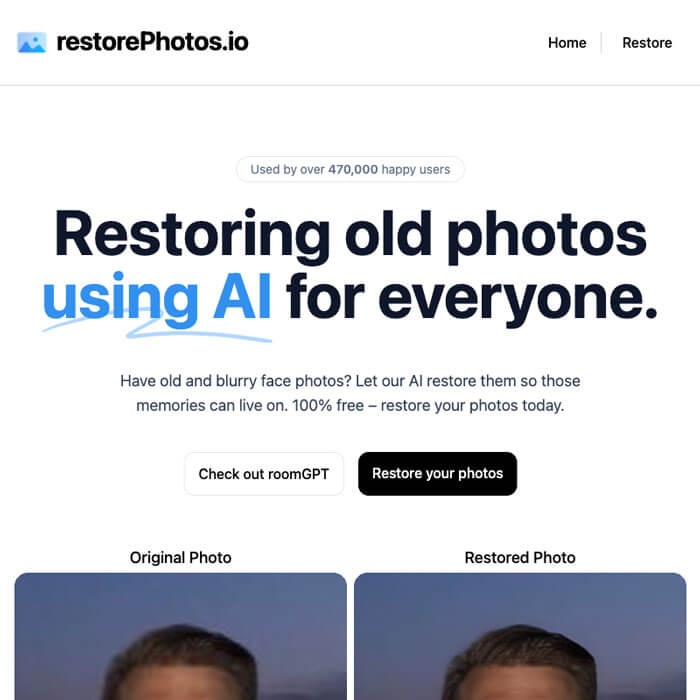 restorePhotos.io
Home
Restore
Used by over 470,000 happy users
Restoring old photos
using AI for everyone.
Have old and blurry face photos? Let our AI restore them so those
memories can live on. 100% free – restore your photos today.
Check out roomGPT
Restore your photos
Original Photo
Restored Photo